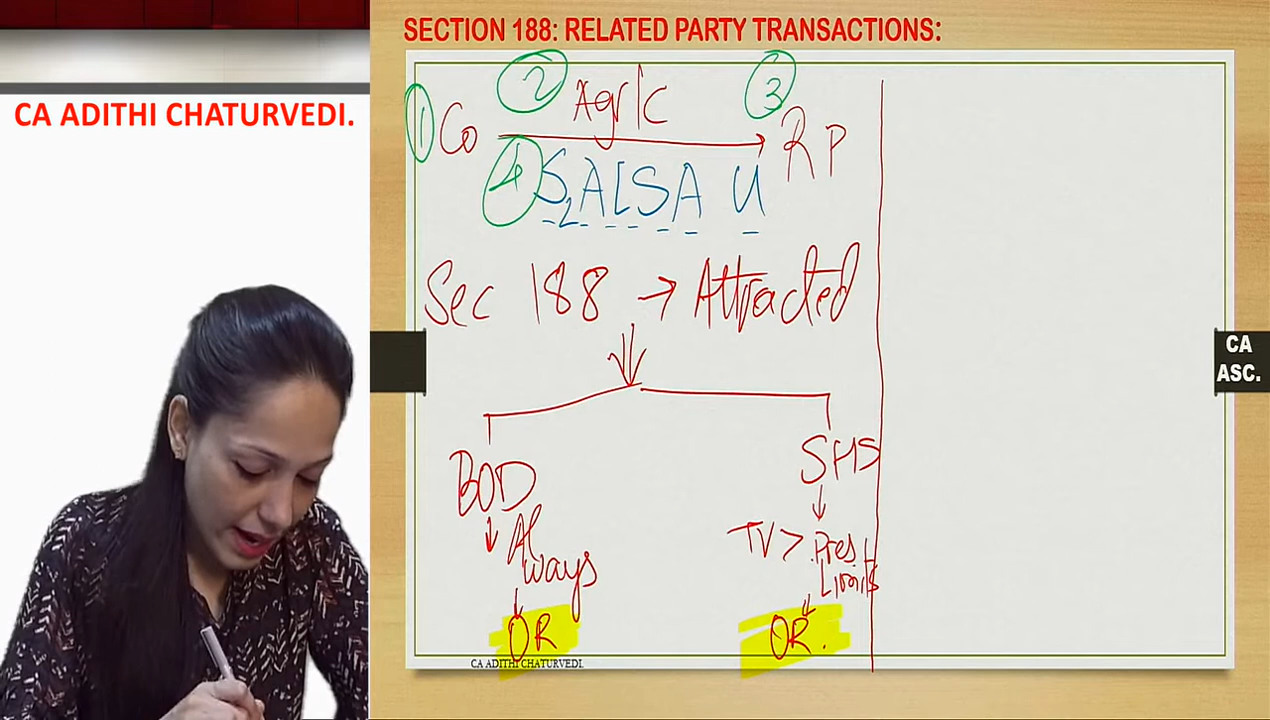 SECTION 188: RELATED PARTY TRANSACTIONS:
CA ADITHI CHATURVEDI.
① Co ② Agr/c ③ RP
④ S2ALSA U
Sec 188 → Attracted
BOD SHS
Always TV > Pres. Limits
OR OR.
CA ADITHI CHATURVEDI.
CA
ASC.